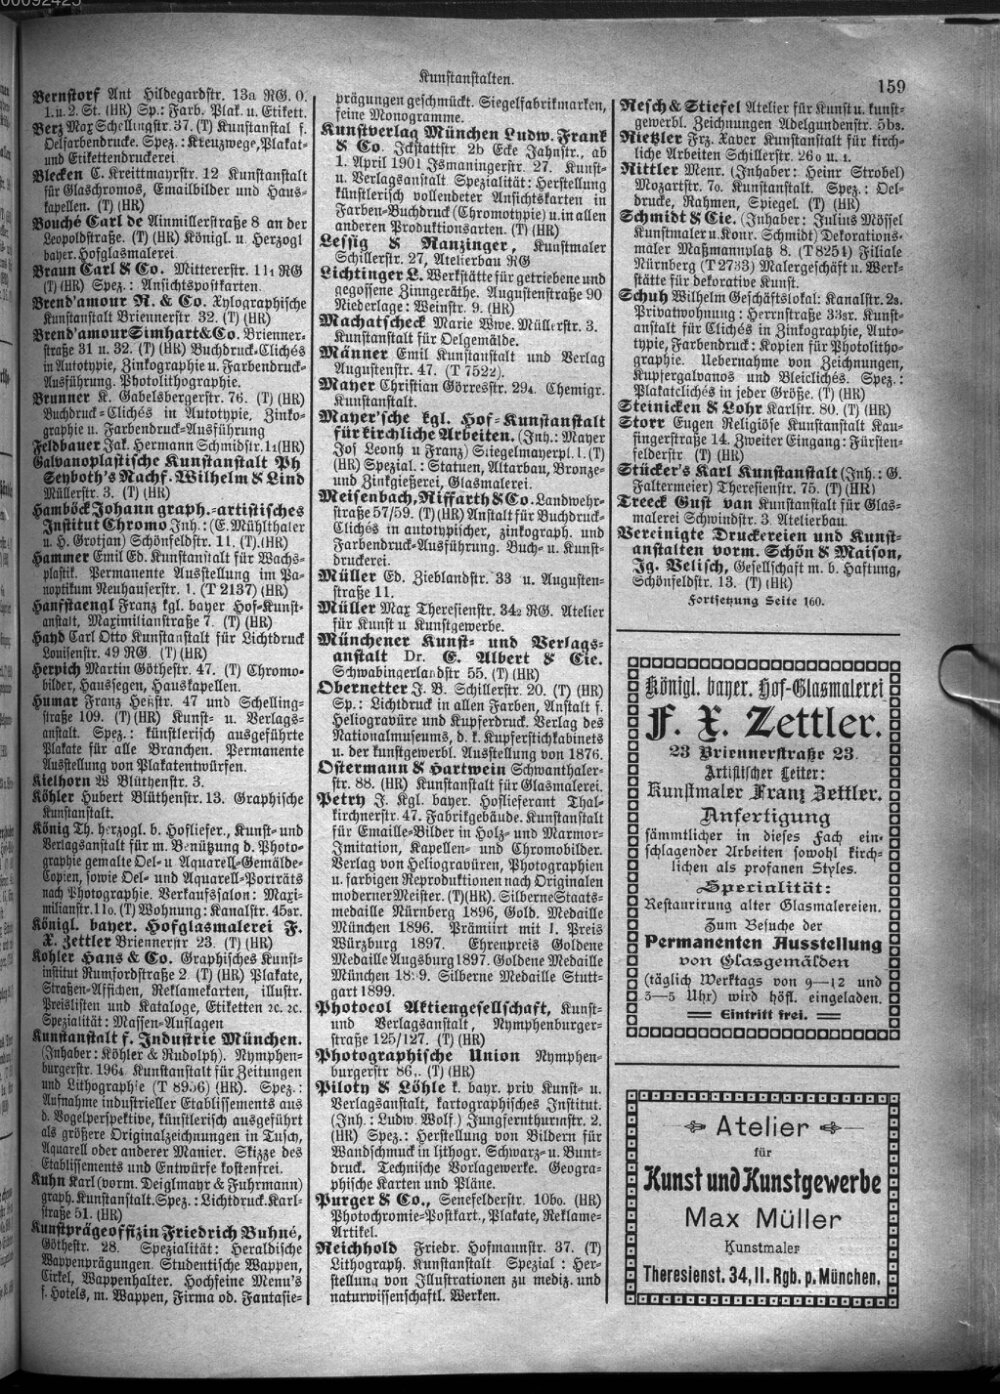 00092425
Kunstanstalten.
159
Bernstorf Ant Hildegardstr. 13a RG. 0.
1. u. 2. St. (HR) Sp.: Farb. Plak. u. Etikett.
Berz Max Schellingstr. 37. (T) Kunstanstal f.
Oelfarbendrucke. Spez.: Kreuzwege, Plakat-
und Etikettendruckerei
Blecken C. Kreittmayrstr. 12 Kunstanstalt
für Glaschromos, Emailbilder und Haus-
kapellen. (T) (HR)
Bouché Carl de Ainmillerstraße 8 an der
Leopoldstraße. (T) (HR) Königl. u. Herzogl
bayer. Hofglasmalerei
Braun Carl & Co. Mittererstr. 11 RG
(T) (HR) Spez.: Ansichtspostkarten.
Brend'amour R. & Co. Xylographische
Kunstanstalt Briennerstr. 32. (T) (HR)
Brend'amour Simhart & Co. Brienner-
straße 31 u. 32. (T) (HR) Buchdruck-Clichés
in Autotypie, Zinkographie u. Farbendruck-
Ausführung. Photolithographie.
Brunner K. Gabelsbergerstr. 76. (T) (HR)
Buchdruck-Clichés in Autotypie, Zinko-
graphie u. Farbendruck-Ausführung
Feldbauer Jak. Hermann Schmidstr. 11 (HR)
Galvanoplastische Kunstanstalt Ph
Seyboth's Nachf. Wilhelm & Lind
Müllerstr. 3. (T) (HR)
Hamböck Johann graph.-artistisches
Institut Chromo Inh.: (E. Mühlthaler
u. H. Grotjan) Schönfeldstr. 11. (T). (HR)
Hammer Emil Ed. Kunstanstalt für Wachs-
plastik. Permanente Ausstellung im Pa-
noptikum Neuhauserstr. 1. (T 2137) (HR)
Hanfstaengl Franz kgl. bayer Hof-Kunst-
anstalt, Maximilianstraße 7. (T) (HR)
Hayd Carl Otto Kunstanstalt für Lichtdruck
Louisenstr. 49 RG. (T) (HR)
Herpich Martin Göthestr. 47. (T) Chromo-
bilder, Haussegen, Hauskapellen.
Humar Franz Heßstr. 47 und Schelling-
straße 109. (T) (HR) Kunst- u. Verlags-
anstalt. Spez.: künstlerisch ausgeführte
Plakate für alle Branchen. Permanente
Ausstellung von Plakatentwürfen.
Kielhorn W Blüthenstr. 3.
Köhler Hubert Blüthenstr. 13. Graphische
Kunstanstalt.
König Th. herzogl. b. Hofliefer., Kunst- und
Verlagsanstalt für m. Benützung d. Photo-
graphie gemalte Oel- u. Aquarell-Gemälde-
Copien, sowie Oel- und Aquarell-Porträts
nach Photographie. Verkaufssalon: Maxi-
milianstr. 11o. (T) Wohnung: Kanalstr. 45sr.
Königl. bayer. Hofglasmalerei F.
X. Zettler Briennerstr 23. (T) (HR)
Kohler Hans & Co. Graphisches Kunst-
institut Rumfordstraße 2 (T) (HR) Plakate,
Straßen-Affichen, Reklamekarten, illustr.
Preislisten und Kataloge, Etiketten ꝛc. ꝛc.
Spezialität: Massen-Auflagen
Kunstanstalt f. Industrie München.
(Inhaber: Köhler & Rudolph). Nymphen-
burgerstr. 196 Kunstanstalt für Zeitungen
und Lithographie (T 8956) (HR). Spez.:
Aufnahme industrieller Etablissements aus
d. Vogelperspektive, künstlerisch ausgeführt
als größere Originalzeichnungen in Tusch,
Aquarell oder anderer Manier. Skizze des
Etablissements und Entwürfe kostenfrei.
Kuhn Karl (vorm. Deiglmayr & Fuhrmann)
graph. Kunstanstalt. Spez.: Lichtdruck. Karl-
straße 51. (HR)
Kunstprägeoffizin Friedrich Buhné,
Göthestr. 28. Spezialität: Heraldische
Wappenprägungen. Studentische Wappen,
Cirkel, Wappenhalter. Hochfeine Menu's
f. Hotels, m. Wappen, Firma od. Fantasie-
prägungen geschmückt. Siegelfabrikmarken,
feine Monogramme.
Kunstverlag München Ludw. Frank
& Co. Ickstattstr. 2b Ecke Jahnstr., ab
1. April 1901 Ismaningerstr. 27. Kunst-
u. Verlagsanstalt Spezialität: Herstellung
künstlerisch vollendeter Ansichtskarten in
Farben-Buchdruck (Chromotypie) u. in allen
anderen Produktionsarten. (T) (HR)
Lessig & Ranzinger, Kunstmaler
Schillerstr. 27, Atelierbau RG
Lichtinger L. Werkstätte für getriebene und
gegossene Zinngeräthe. Augustenstraße 90
Niederlage: Weinstr. 9. (HR)
Machatscheck Marie Wwe. Müllerstr. 3.
Kunstanstalt für Oelgemälde.
Männer Emil Kunstanstalt und Verlag
Augustenstr. 47. (T 7522).
Mayer Christian Görresstr. 29 Chemigr.
Kunstanstalt.
Mayer'sche kgl. Hof-Kunstanstalt
für kirchliche Arbeiten. (Inh.: Mayer
Jos Leonh u Franz) Stiegelmayerpl. 1. (T)
(HR) Spezial.: Statuen, Altarbau, Bronze-
und Zinkgießerei, Glasmalerei.
Meisenbach, Riffarth & Co. Landwehr-
straße 57/59. (T) (HR) Anstalt für Buchdruck-
Clichés in autotypischer, zinkograph. und
Farbendruck-Ausführung. Buch- u. Kunst-
druckerei.
Müller Ed. Zieblandstr. 33 u. Augusten-
straße 11.
Müller Max Theresienstr. 342 RG. Atelier
für Kunst u Kunstgewerbe.
Münchener Kunst- und Verlags-
anstalt Dr. E. Albert & Cie.
Schwabingerlandstr 55. (T) (HR)
Obernetter J. B. Schillerstr. 20. (T) (HR)
Sp.: Lichtdruck in allen Farben, Anstalt f.
Heliogravüre und Kupferdruck. Verlag des
Nationalmuseums, d. k. Kupferstichkabinets
u. der kunstgewerbl. Ausstellung von 1876.
Ostermann & Hartwein Schwanthaler-
str. 88. (HR) Kunstanstalt für Glasmalerei.
Petry J. Kgl. bayer. Hoflieferant Thal-
kirchnerstr. 47. Fabrikgebäude. Kunstanstalt
für Emaille-Bilder in Holz- und Marmor-
Imitation, Kapellen- und Chromobilder.
Verlag von Heliogravüren, Photographien
u. farbigen Reproduktionen nach Originalen
moderner Meister. (T)(HR). Silberne Staats-
medaille Nürnberg 1896, Gold. Medaille
München 1896. Prämiirt mit I. Preis
Würzburg 1897. Ehrenpreis Goldene
Medaille Augsburg 1897. Goldene Medaille
München 18 9. Silberne Medaille Stutt-
gart 1899.
Photocol Aktiengesellschaft, Kunst-
und Verlagsanstalt, Nymphenburger-
straße 125/127. (T) (HR)
Photographische Union Nymphen-
burgerstr 86,. (T) (HR)
Piloty & Löhle k. bayr. priv Kunst- u.
Verlagsanstalt, kartographisches Institut.
(Inh.: Ludw. Wolf) Jungfernthurmstr. 2.
(HR) Spez.: Herstellung von Bildern für
Wandschmuck in lithogr. Schwarz- u. Bunt-
druck. Technische Vorlagewerke. Geogra-
phische Karten und Pläne.
Purger & Co., Senefelderstr. 10bo. (HR)
Photochromie-Postkart., Plakate, Reklame-
Artikel.
Reichhold Friedr. Hofmannstr. 37. (T)
Lithograph. Kunstanstalt Spezial: Her-
stellung von Illustrationen zu mediz. und
naturwissenschaftl. Werken.
Resch & Stiefel Atelier für Kunst u. kunst-
gewerbl. Zeichnungen Adelgundenstr. 5bs.
Rietzler Frz. Xaver Kunstanstalt für kirch-
liche Arbeiten Schillerstr. 26o u. 1.
Rittler Menr. (Inhaber: Heinr Strobel)
Mozartstr. 7o. Kunstanstalt. Spez.: Oel-
drucke, Rahmen, Spiegel. (T) (HR)
Schmidt & Cie. (Inhaber: Julius Mössel
Kunstmaler u. Konr. Schmidt) Dekorations-
maler Maßmannplatz 8. (T 8254) Filiale
Nürnberg (T 2733) Malergeschäft u. Werk-
stätte für dekorative Kunst.
Schuh Wilhelm Geschäftslokal: Kanalstr. 2s.
Privatwohnung: Herrnstraße 33sr. Kunst-
anstalt für Clichés in Zinkographie, Auto-
typie, Farbendruck: Kopien für Photolitho-
graphie. Uebernahme von Zeichnungen,
Kupfergalvanos und Bleiclichés. Spez.:
Plakatclichés in jeder Größe. (T) (HR)
Steinicken & Lohr Karlstr. 80. (T) (HR)
Storr Eugen Religiöse Kunstanstalt Kau-
fingerstraße 14. Zweiter Eingang: Fürsten-
felderstr (T) (HR)
Stücker's Karl Kunstanstalt (Inh.: G.
Faltermeier) Theresienstr. 75. (T) (HR)
Treeck Gust van Kunstanstalt für Glas-
malerei Schwindstr. 3. Atelierbau.
Vereinigte Druckereien und Kunst-
anstalten vorm. Schön & Maison,
Jg. Velisch, Gesellschaft m. b. Haftung,
Schönfeldstr. 13. (T) (HR)
Fortsetzung Seite 160.
Königl. bayer. Hof-Glasmalerei
F. X. Zettler.
23 Briennerstraße 23.
Artistischer Leiter:
Kunstmaler Franz Zettler.
Anfertigung
sämmtlicher in dieses Fach ein-
schlagender Arbeiten sowohl kirch-
lichen als profanen Styles.
Specialität:
Restaurirung alter Glasmalereien.
Zum Besuche der
Permanenten Ausstellung
von Glasgemälden
(täglich Werktags von 9—12 und
3—5 Uhr) wird höfl. eingeladen.
Eintritt frei.
Atelier
für
Kunst und Kunstgewerbe
Max Müller
Kunstmaler
Theresienst. 34, II. Rgb. p. München.